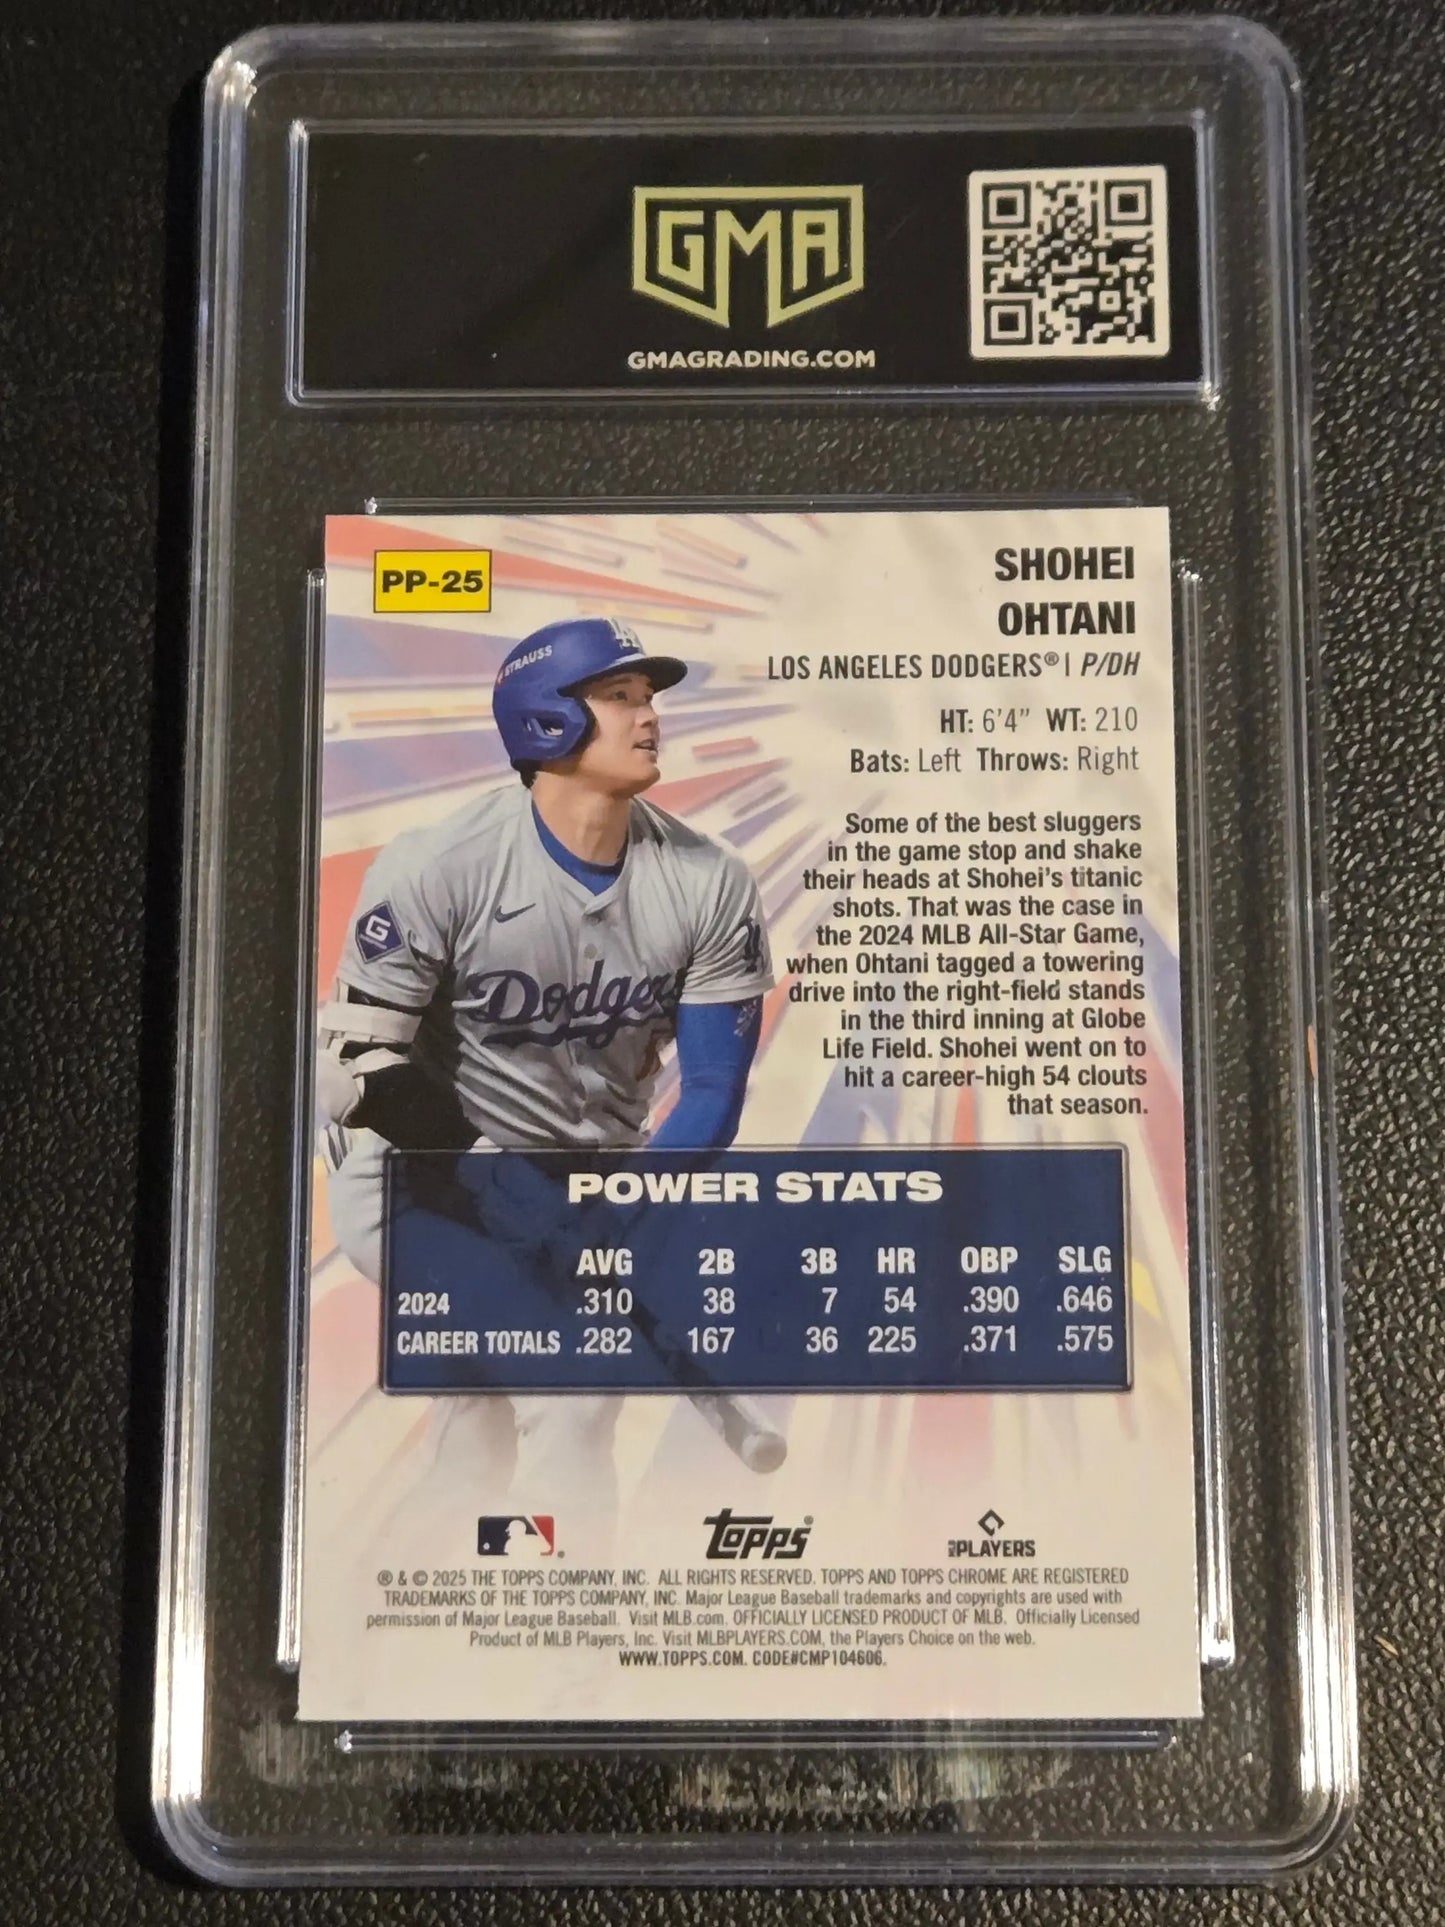 GMA
GMAGRADING.COM
PP-25
SHOHEI
OHTANI
LOS ANGELES DODGERS® | P/DH
HT: 6'4" WT: 210
Bats: Left Throws: Right
STRAUSS
LA
G
Dodgers
Some of the best sluggers
in the game stop and shake
their heads at Shohei's titanic
shots. That was the case in
the 2024 MLB All-Star Game,
when Ohtani tagged a towering
drive into the right-field stands
in the third inning at Globe
Life Field. Shohei went on to
hit a career-high 54 clouts
that season.
POWER STATS
AVG 2B 3B HR OBP SLG
2024 .310 38 7 54 .390 .646
CAREER TOTALS .282 167 36 225 .371 .575
Topps®
MLB PLAYERS
® & © 2025 THE TOPPS COMPANY, INC. ALL RIGHTS RESERVED. TOPPS AND TOPPS CHROME ARE REGISTERED
TRADEMARKS OF THE TOPPS COMPANY, INC. Major League Baseball trademarks and copyrights are used with
permission of Major League Baseball. Visit MLB.com. OFFICIALLY LICENSED PRODUCT OF MLB. Officially Licensed
Product of MLB Players, Inc. Visit MLBPLAYERS.COM, the Players Choice on the web.
WWW.TOPPS.COM. CODE#CMP104606.